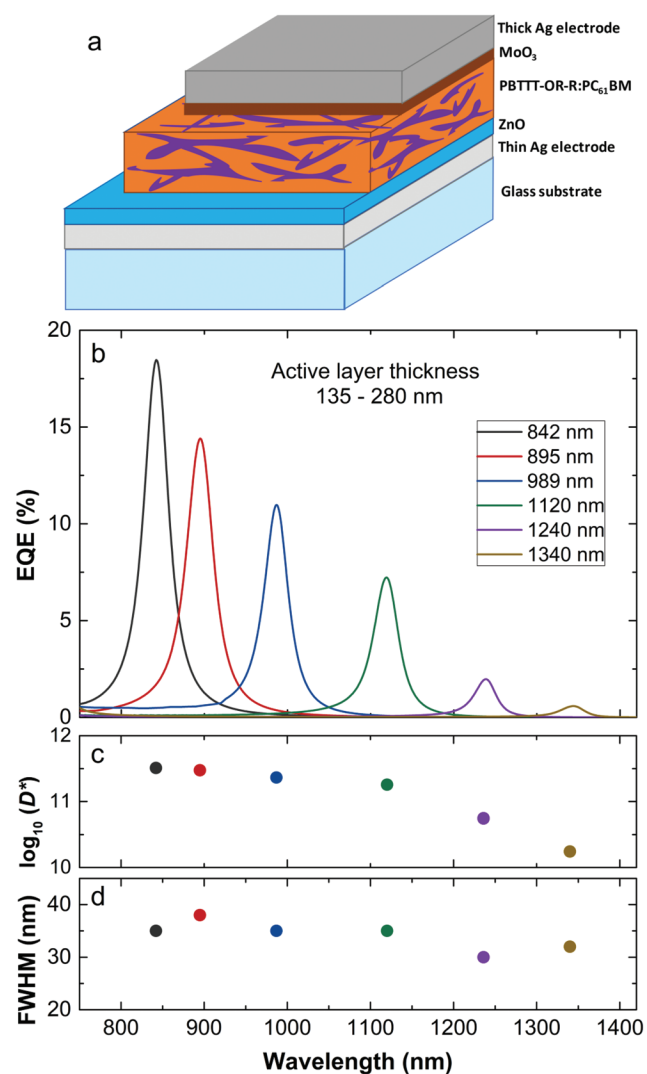 a
Thick Ag electrode
MoO₃
PBTTT-OR-R:PC₆₁BM
ZnO
Thin Ag electrode
Glass substrate
b
Active layer thickness
135 - 280 nm
842 nm
895 nm
989 nm
1120 nm
1240 nm
1340 nm
EQE (%)
20
15
10
5
0
c
log₁₀ (D*)
12
11
10
d
FWHM (nm)
40
30
20
800 900 1000 1100 1200 1300 1400
Wavelength (nm)